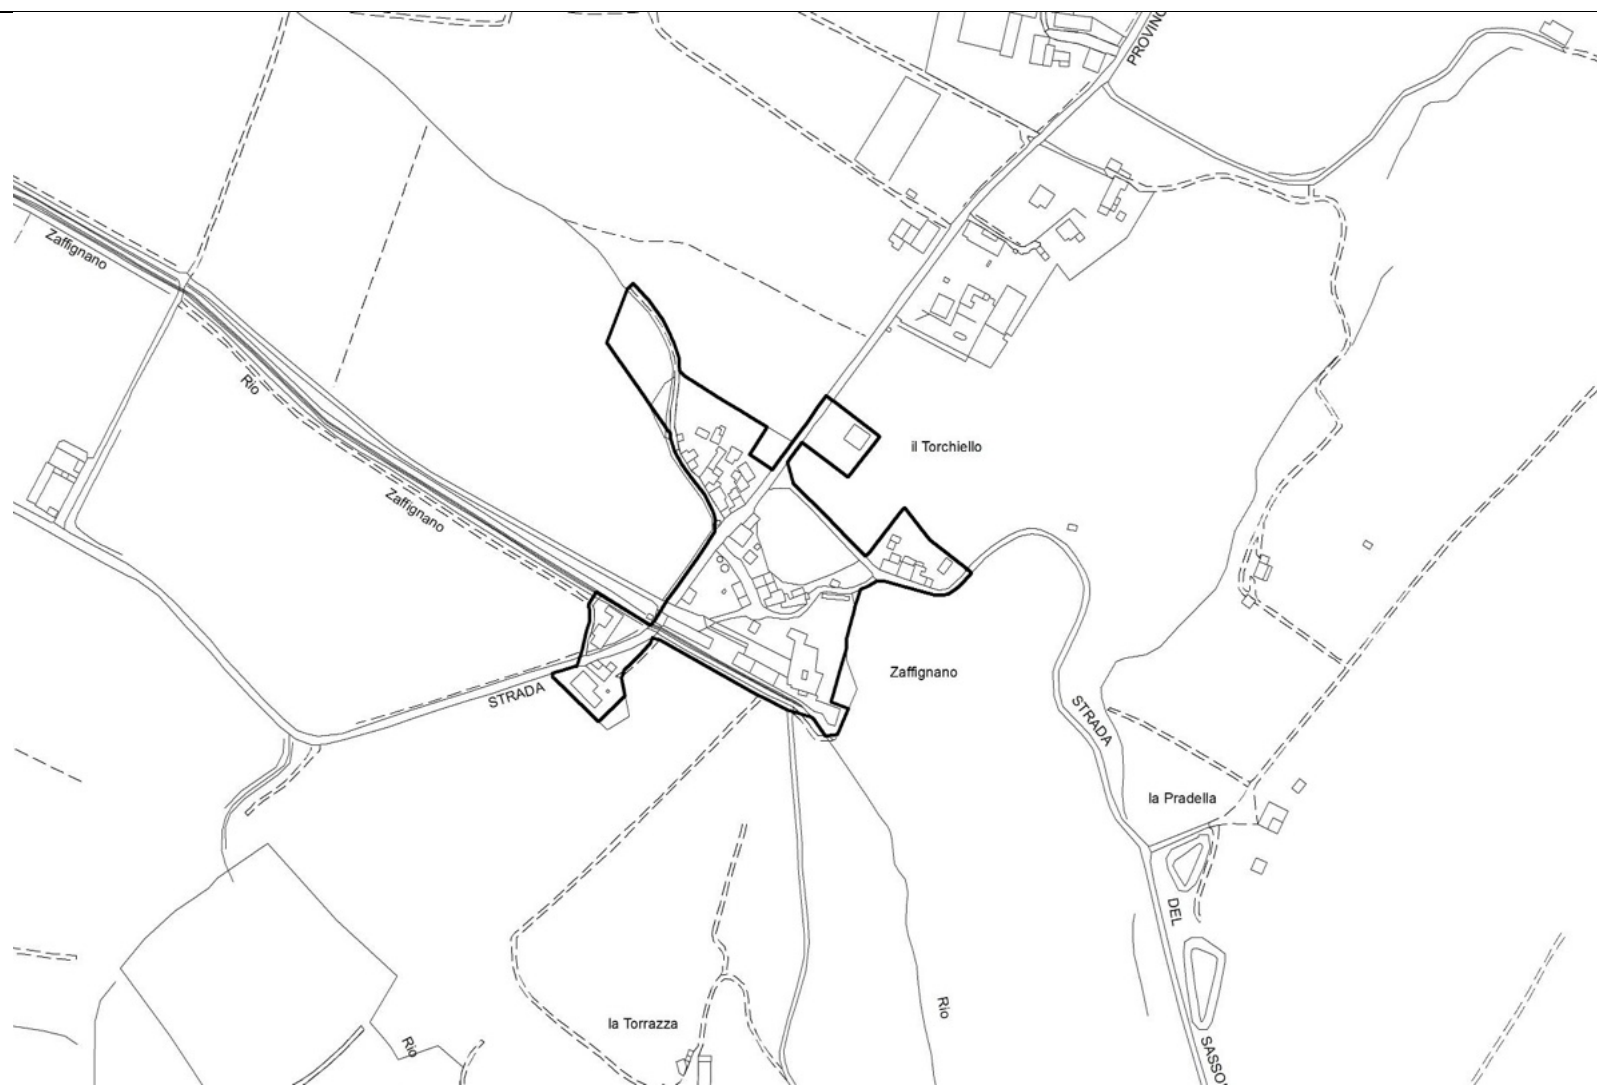 PROVINC
Zaffignano
Rio
il Torchiello
Zaffignano
Zaffignano
STRADA
STRADA
la Pradella
DEL
Rio
la Torrazza
Rio
SASSO